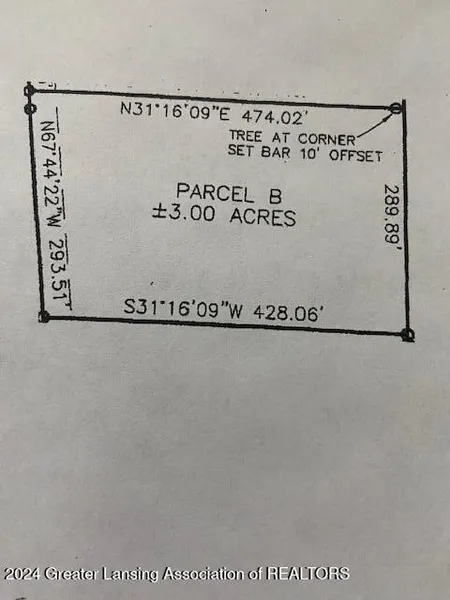 N31°16'09"E 474.02'
TREE AT CORNER
SET BAR 10' OFFSET
N67°44'22"W 293.51'
PARCEL B
±3.00 ACRES
289.89'
S31°16'09"W 428.06'
2024 Greater Lansing Association of REALTORS